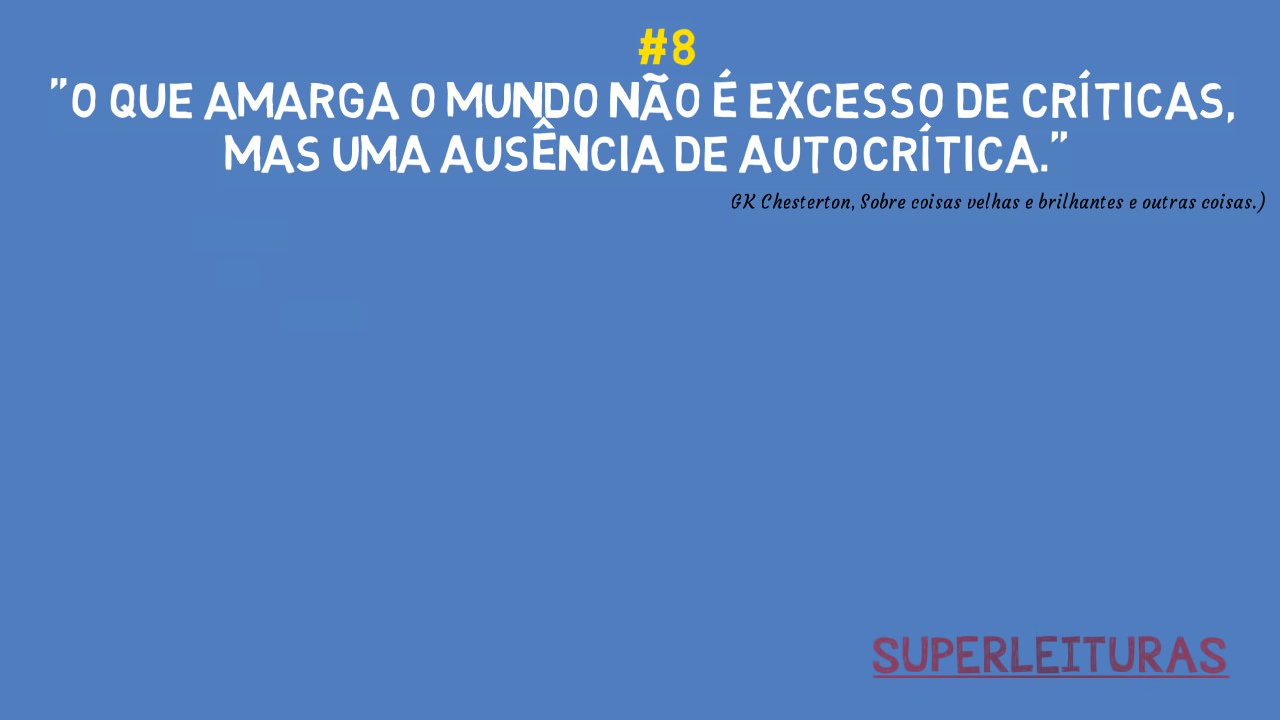 #8
"O QUE AMARGA O MUNDO NÃO É EXCESSO DE CRÍTICAS,
MAS UMA AUSÊNCIA DE AUTOCRÍTICA."
GK Chesterton, Sobre coisas velhas e brilhantes e outras coisas.)
SUPERLEITURAS